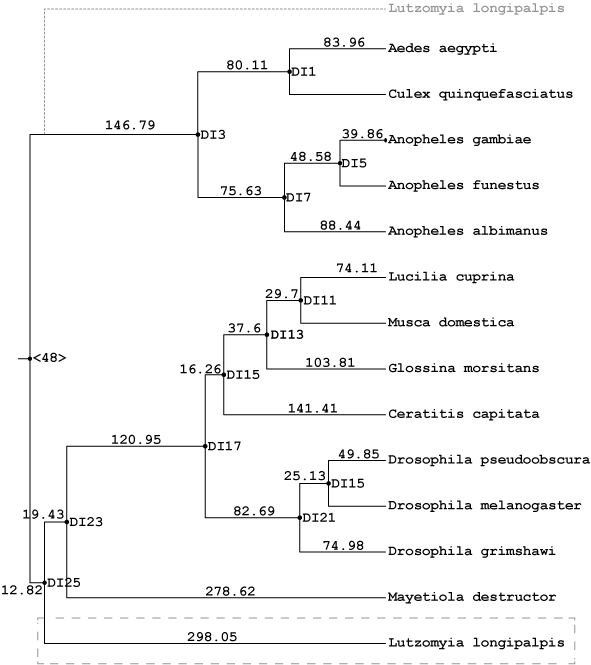 Lutzomyia longipalpis
83.96
Aedes aegypti
80.11
DI1
Culex quinquefasciatus
146.79
DI3
39.86
Anopheles gambiae
48.58
DI5
Anopheles funestus
75.63
DI7
88.44
Anopheles albimanus
74.11
Lucilia cuprina
29.7
DI11
Musca domestica
37.6
DI13
103.81
Glossina morsitans
<48>
16.26
DI15
141.41
Ceratitis capitata
120.95
DI17
49.85
Drosophila pseudoobscura
25.13
DI15
Drosophila melanogaster
82.69
DI21
19.43
DI23
74.98
Drosophila grimshawi
12.82
DI25
278.62
Mayetiola destructor
298.05
Lutzomyia longipalpis